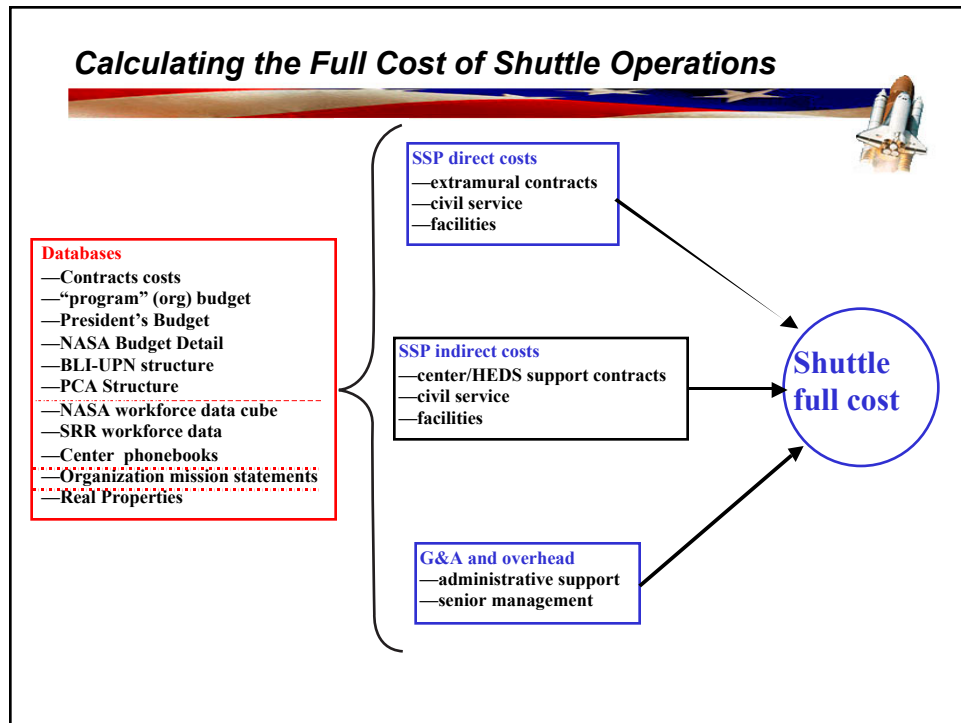 Calculating the Full Cost of Shuttle Operations
Databases
—Contracts costs
—“program” (org) budget
—President’s Budget
—NASA Budget Detail
—BLI-UPN structure
—PCA Structure
—NASA workforce data cube
—SRR workforce data
—Center phonebooks
—Organization mission statements
—Real Properties
SSP direct costs
—extramural contracts
—civil service
—facilities
SSP indirect costs
—center/HEDS support contracts
—civil service
—facilities
G&A and overhead
—administrative support
—senior management
Shuttle
full cost